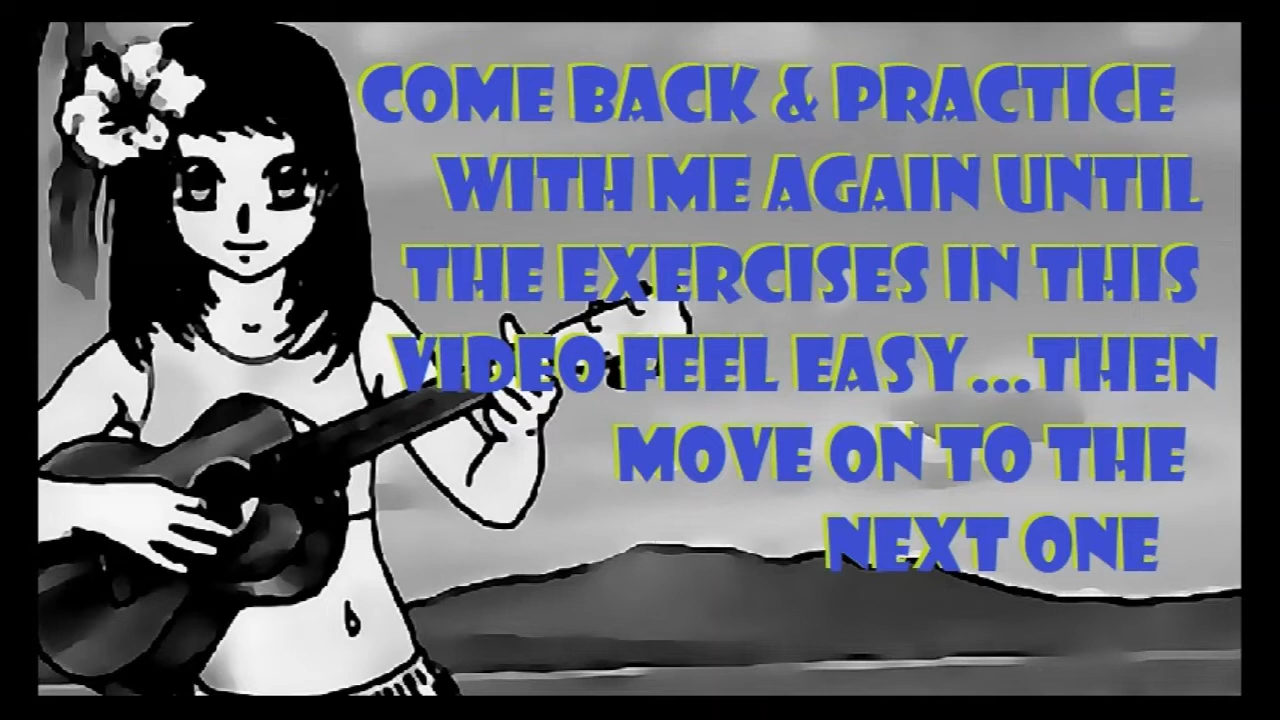 COME BACK & PRACTICE
WITH ME AGAIN UNTIL
THE EXERCISES IN THIS
VIDEO FEEL EASY...THEN
MOVE ON TO THE
NEXT ONE